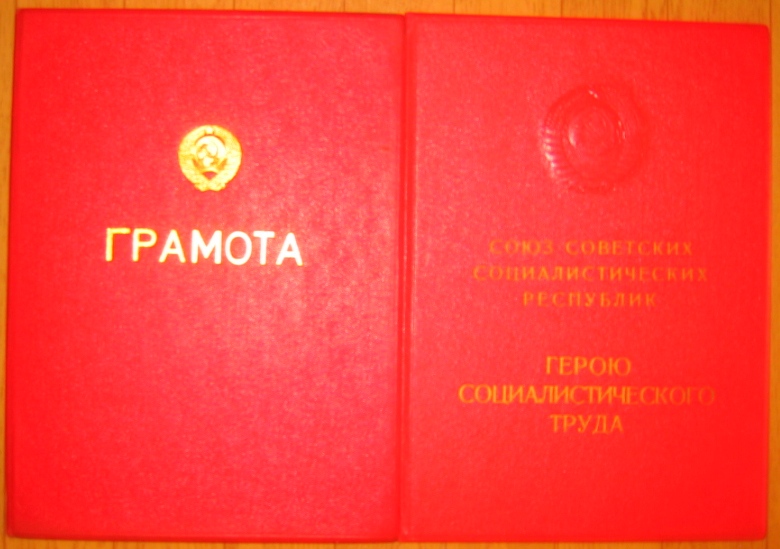 ГРАМОТА
СОЮЗ СОВЕТСКИХ
СОЦИАЛИСТИЧЕСКИХ
РЕСПУБЛИК
ГЕРОЮ
СОЦИАЛИСТИЧЕСКОГО
ТРУДА